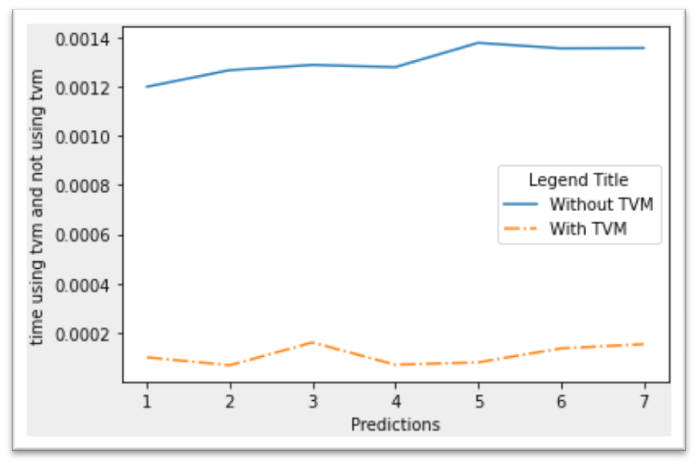 time using tvm and not using tvm
0.0014
0.0012
0.0010
0.0008
0.0006
0.0004
0.0002
Legend Title
Without TVM
With TVM
1 2 3 4 5 6 7
Predictions